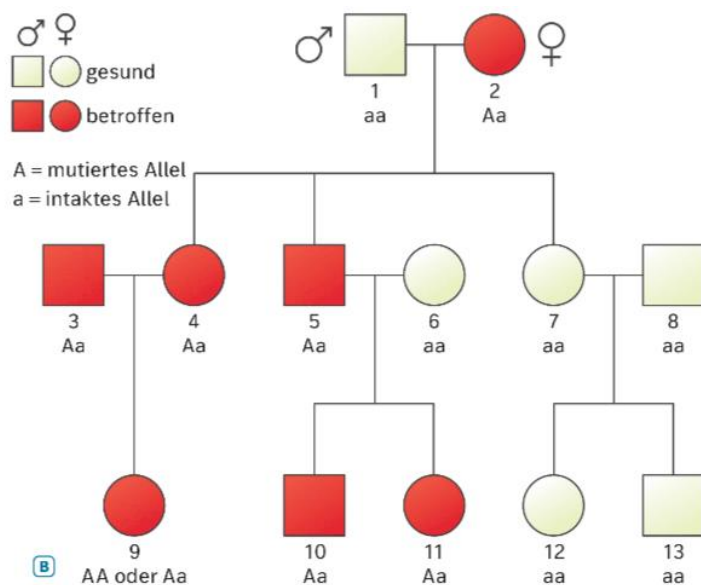 ♂ ♀
gesund
betroffen
A = mutiertes Allel
a = intaktes Allel
♂ ♀
1 2
aa Aa
3 4 5 6 7 8
Aa Aa Aa aa aa aa
9 10 11 12 13
AA oder Aa Aa Aa aa aa
B